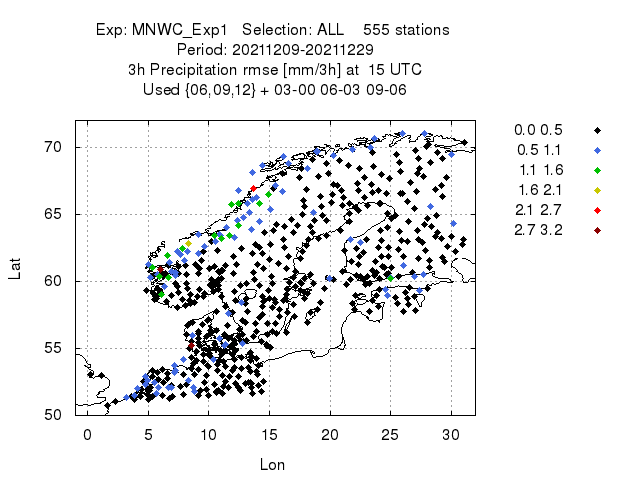 Exp: MNWC_Exp1 Selection: ALL 555 stations
Period: 20211209-20211229
3h Precipitation rmse [mm/3h] at 15 UTC
Used {06,09,12} + 03-00 06-03 09-06
0.0 0.5
0.5 1.1
1.1 1.6
1.6 2.1
2.1 2.7
2.7 3.2
70
65
60
55
50
Lat
0 5 10 15 20 25 30
Lon